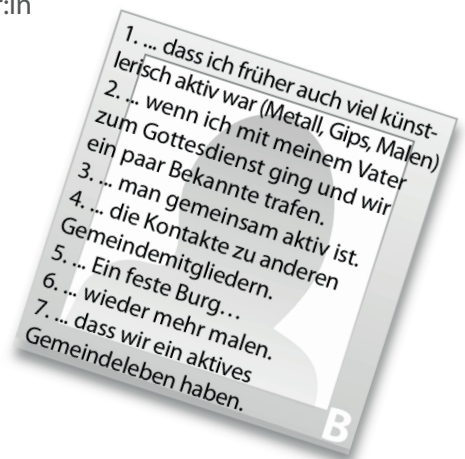 r:in
1. ... dass ich früher auch viel künst-
lerisch aktiv war (Metall, Gips, Malen)
2. ... wenn ich mit meinem Vater
zum Gottesdienst ging und wir
ein paar Bekannte trafen.
3. ... man gemeinsam aktiv ist.
4. ... die Kontakte zu anderen
Gemeindemitgliedern.
5. ... Ein feste Burg...
6. ... wieder mehr malen.
7. ... dass wir ein aktives
Gemeindeleben haben.
B